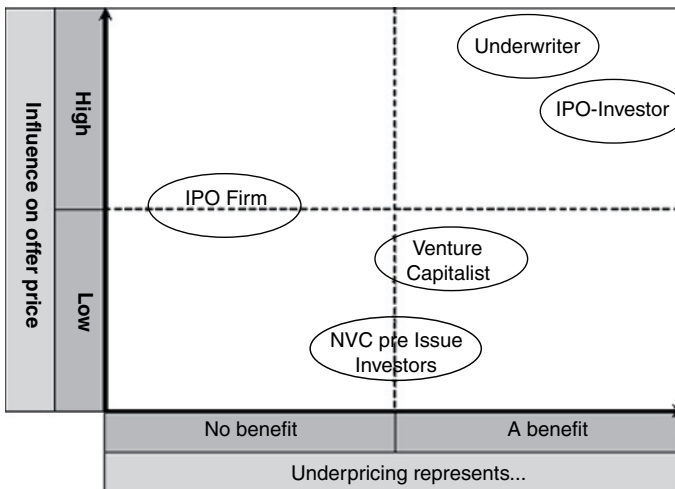 Influence on offer price
High
Low
Underwriter
IPO-Investor
IPO Firm
Venture
Capitalist
NVC pre Issue
Investors
No benefit
A benefit
Underpricing represents...